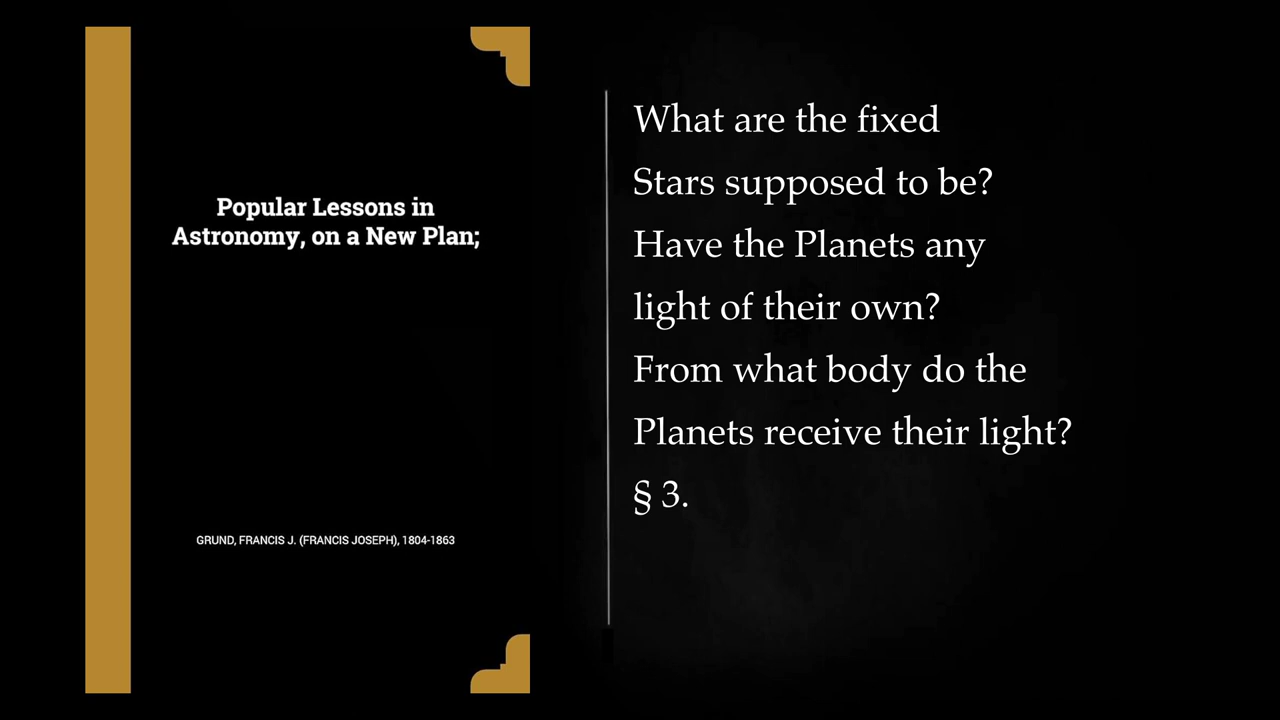 Popular Lessons in
Astronomy, on a New Plan;
GRUND, FRANCIS J. (FRANCIS JOSEPH), 1804-1863
What are the fixed
Stars supposed to be?
Have the Planets any
light of their own?
From what body do the
Planets receive their light?
§ 3.